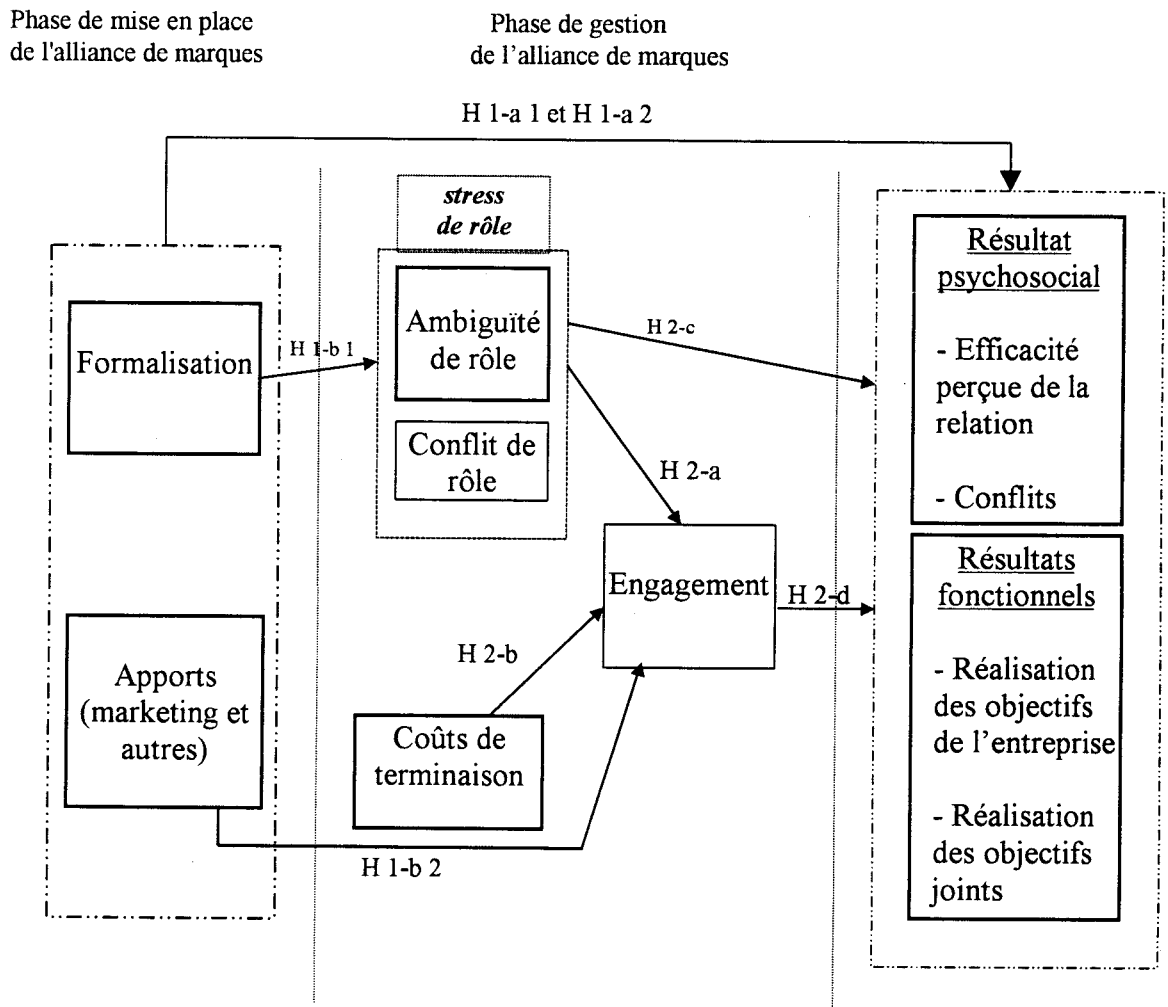 Phase de mise en place
de l'alliance de marques
Phase de gestion
de l’alliance de marques
H 1-a 1 et H 1-a 2
Formalisation
H 1-b 1
Apports
(marketing et
autres)
H 1-b 2
stress
de rôle
Ambiguïté
de rôle
Conflit de
rôle
H 2-c
H 2-a
Engagement
H 2-b
Coûts de
terminaison
H 2-d
Résultat
psychosocial
- Efficacité
perçue de la
relation
- Conflits
Résultats
fonctionnels
- Réalisation
des objectifs
de l’entreprise
- Réalisation
des objectifs
joints